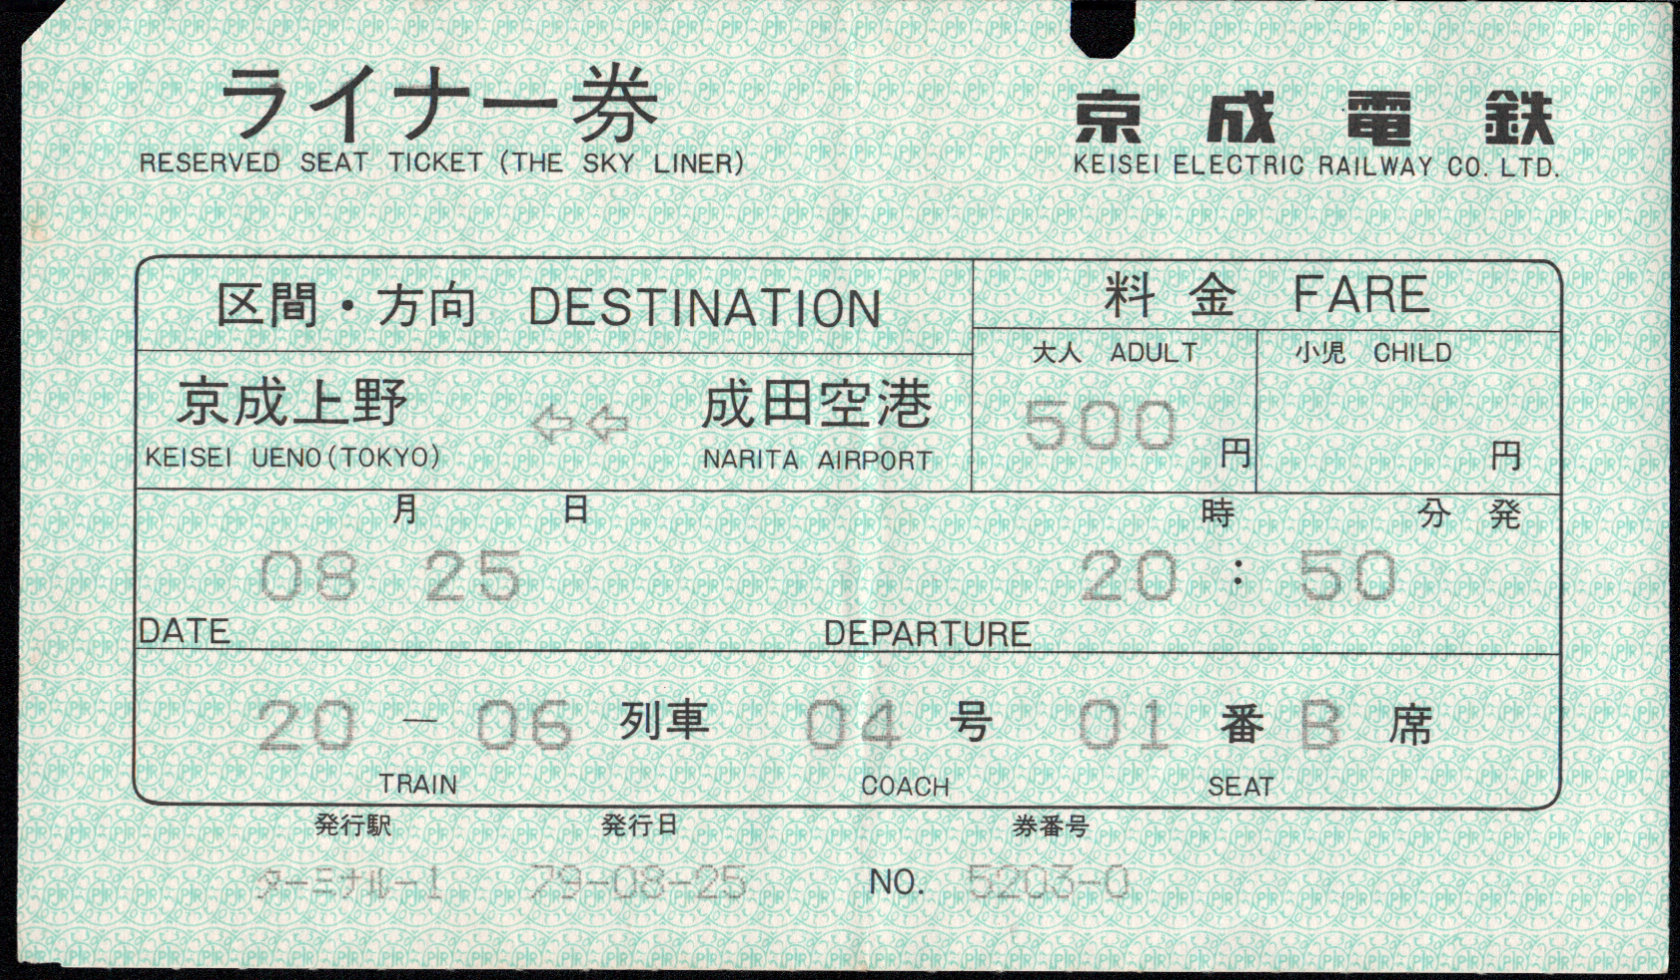 ライナー券
RESERVED SEAT TICKET (THE SKY LINER)
京成電鉄
KEISEI ELECTRIC RAILWAY CO. LTD.
区間・方向 DESTINATION
料金 FARE
大人 ADULT 小児 CHILD
京成上野 ⇦⇦ 成田空港
KEISEI UENO(TOKYO) NARITA AIRPORT
500 円 円
月 日 時 分 発
08 25 20 : 50
DATE DEPARTURE
20 — 06 列車 04 号 01 番 B 席
TRAIN COACH SEAT
発行駅 発行日 券番号
ターミナル-1 79-08-25 NO. 5203-0